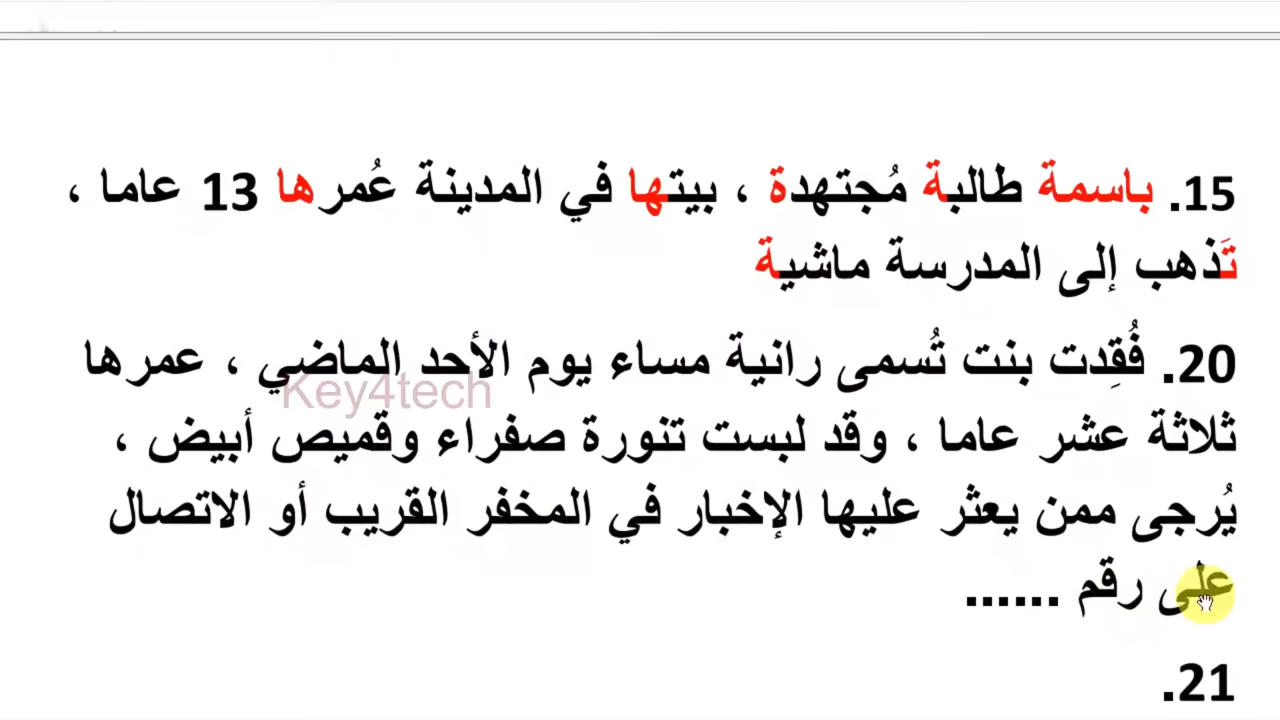 15. باسمة طالبة مُجتهدة ، بيتها في المدينة عُمرها 13 عاما ،
تَذهب إلى المدرسة ماشية
20. فُقِدت بنت تُسمى رانية مساء يوم الأحد الماضي ، عمرها
Key4tech
ثلاثة عشر عاما ، وقد لبست تنورة صفراء وقميص أبيض ،
يُرجى ممن يعثر عليها الإخبار في المخفر القريب أو الاتصال
على رقم ......
21.